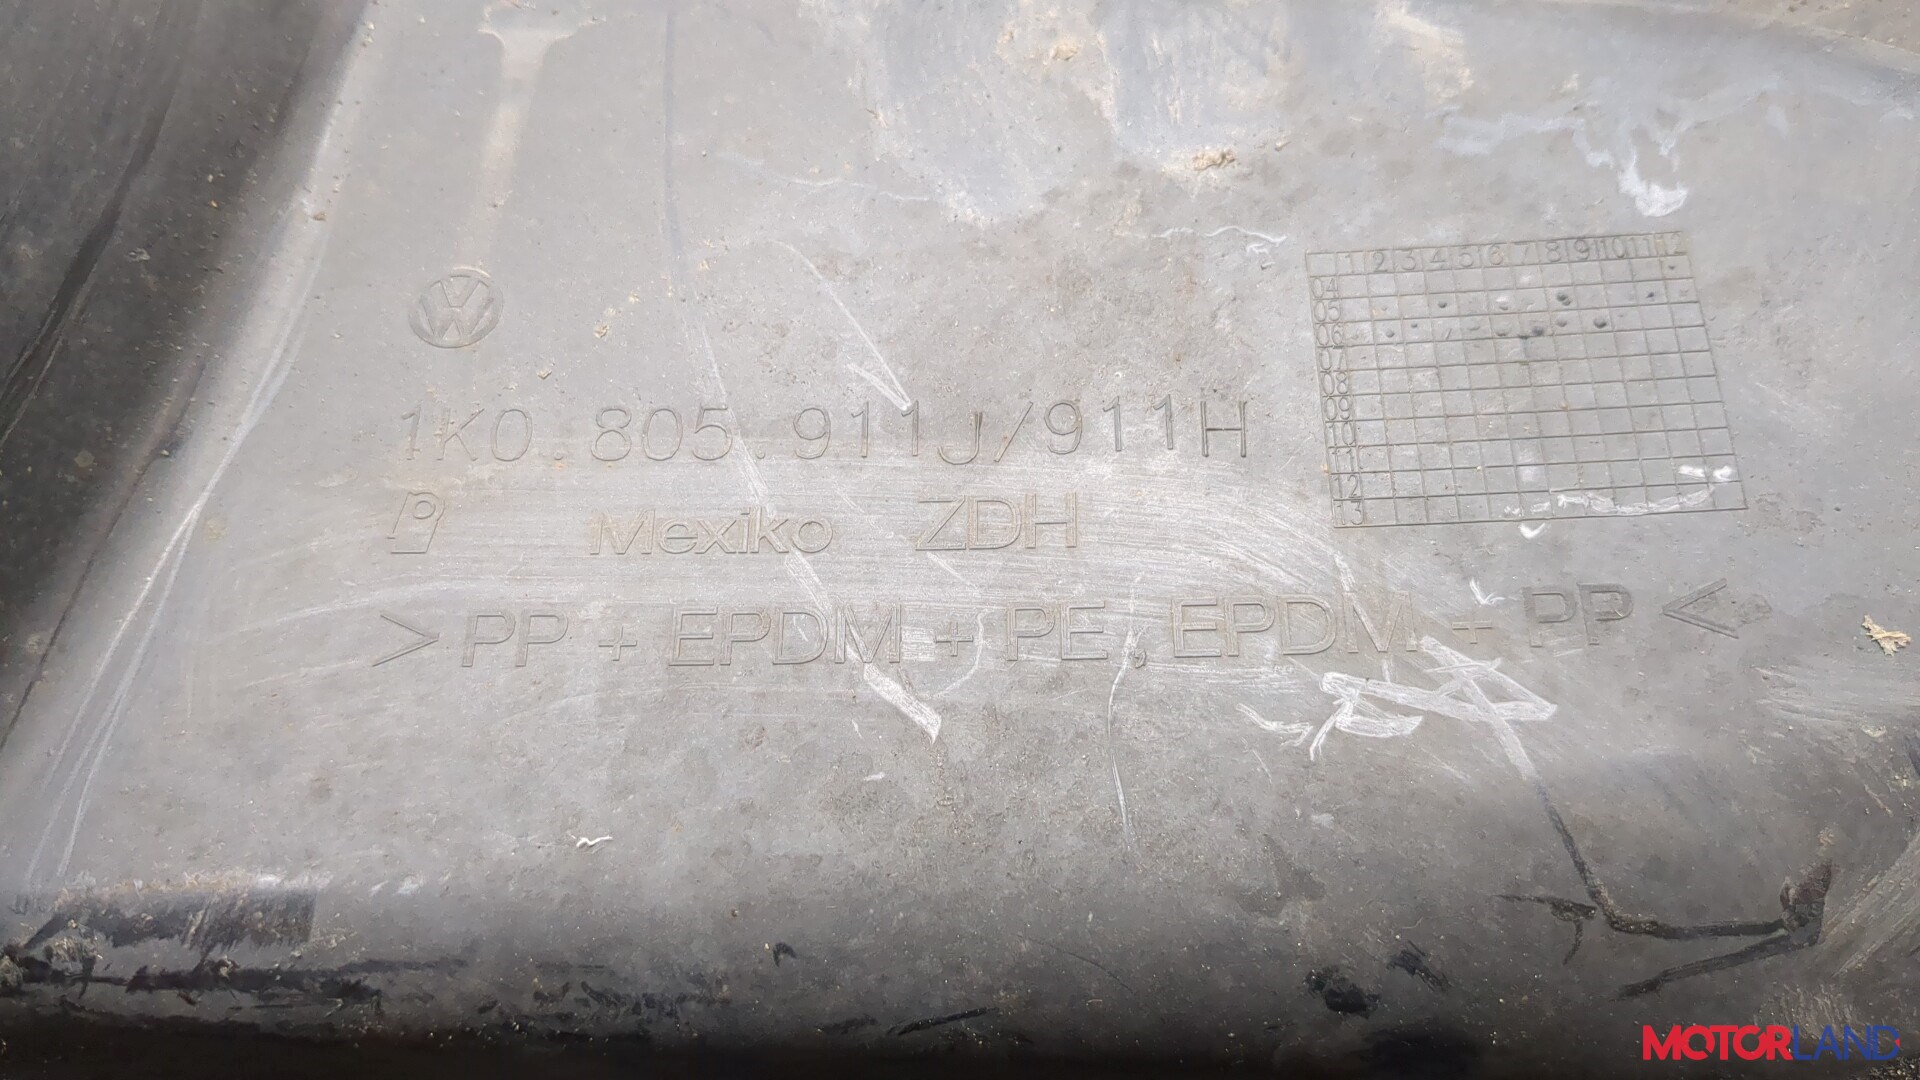 VW
1K0.805.911J/911H
Mexiko ZDH
>PP+EPDM+PE,EPDM+PP<
1 2 3 4 5 6 7 8 9 10 11 12
04
05
06
07
08
09
10
11
12
13
MOTORLAND